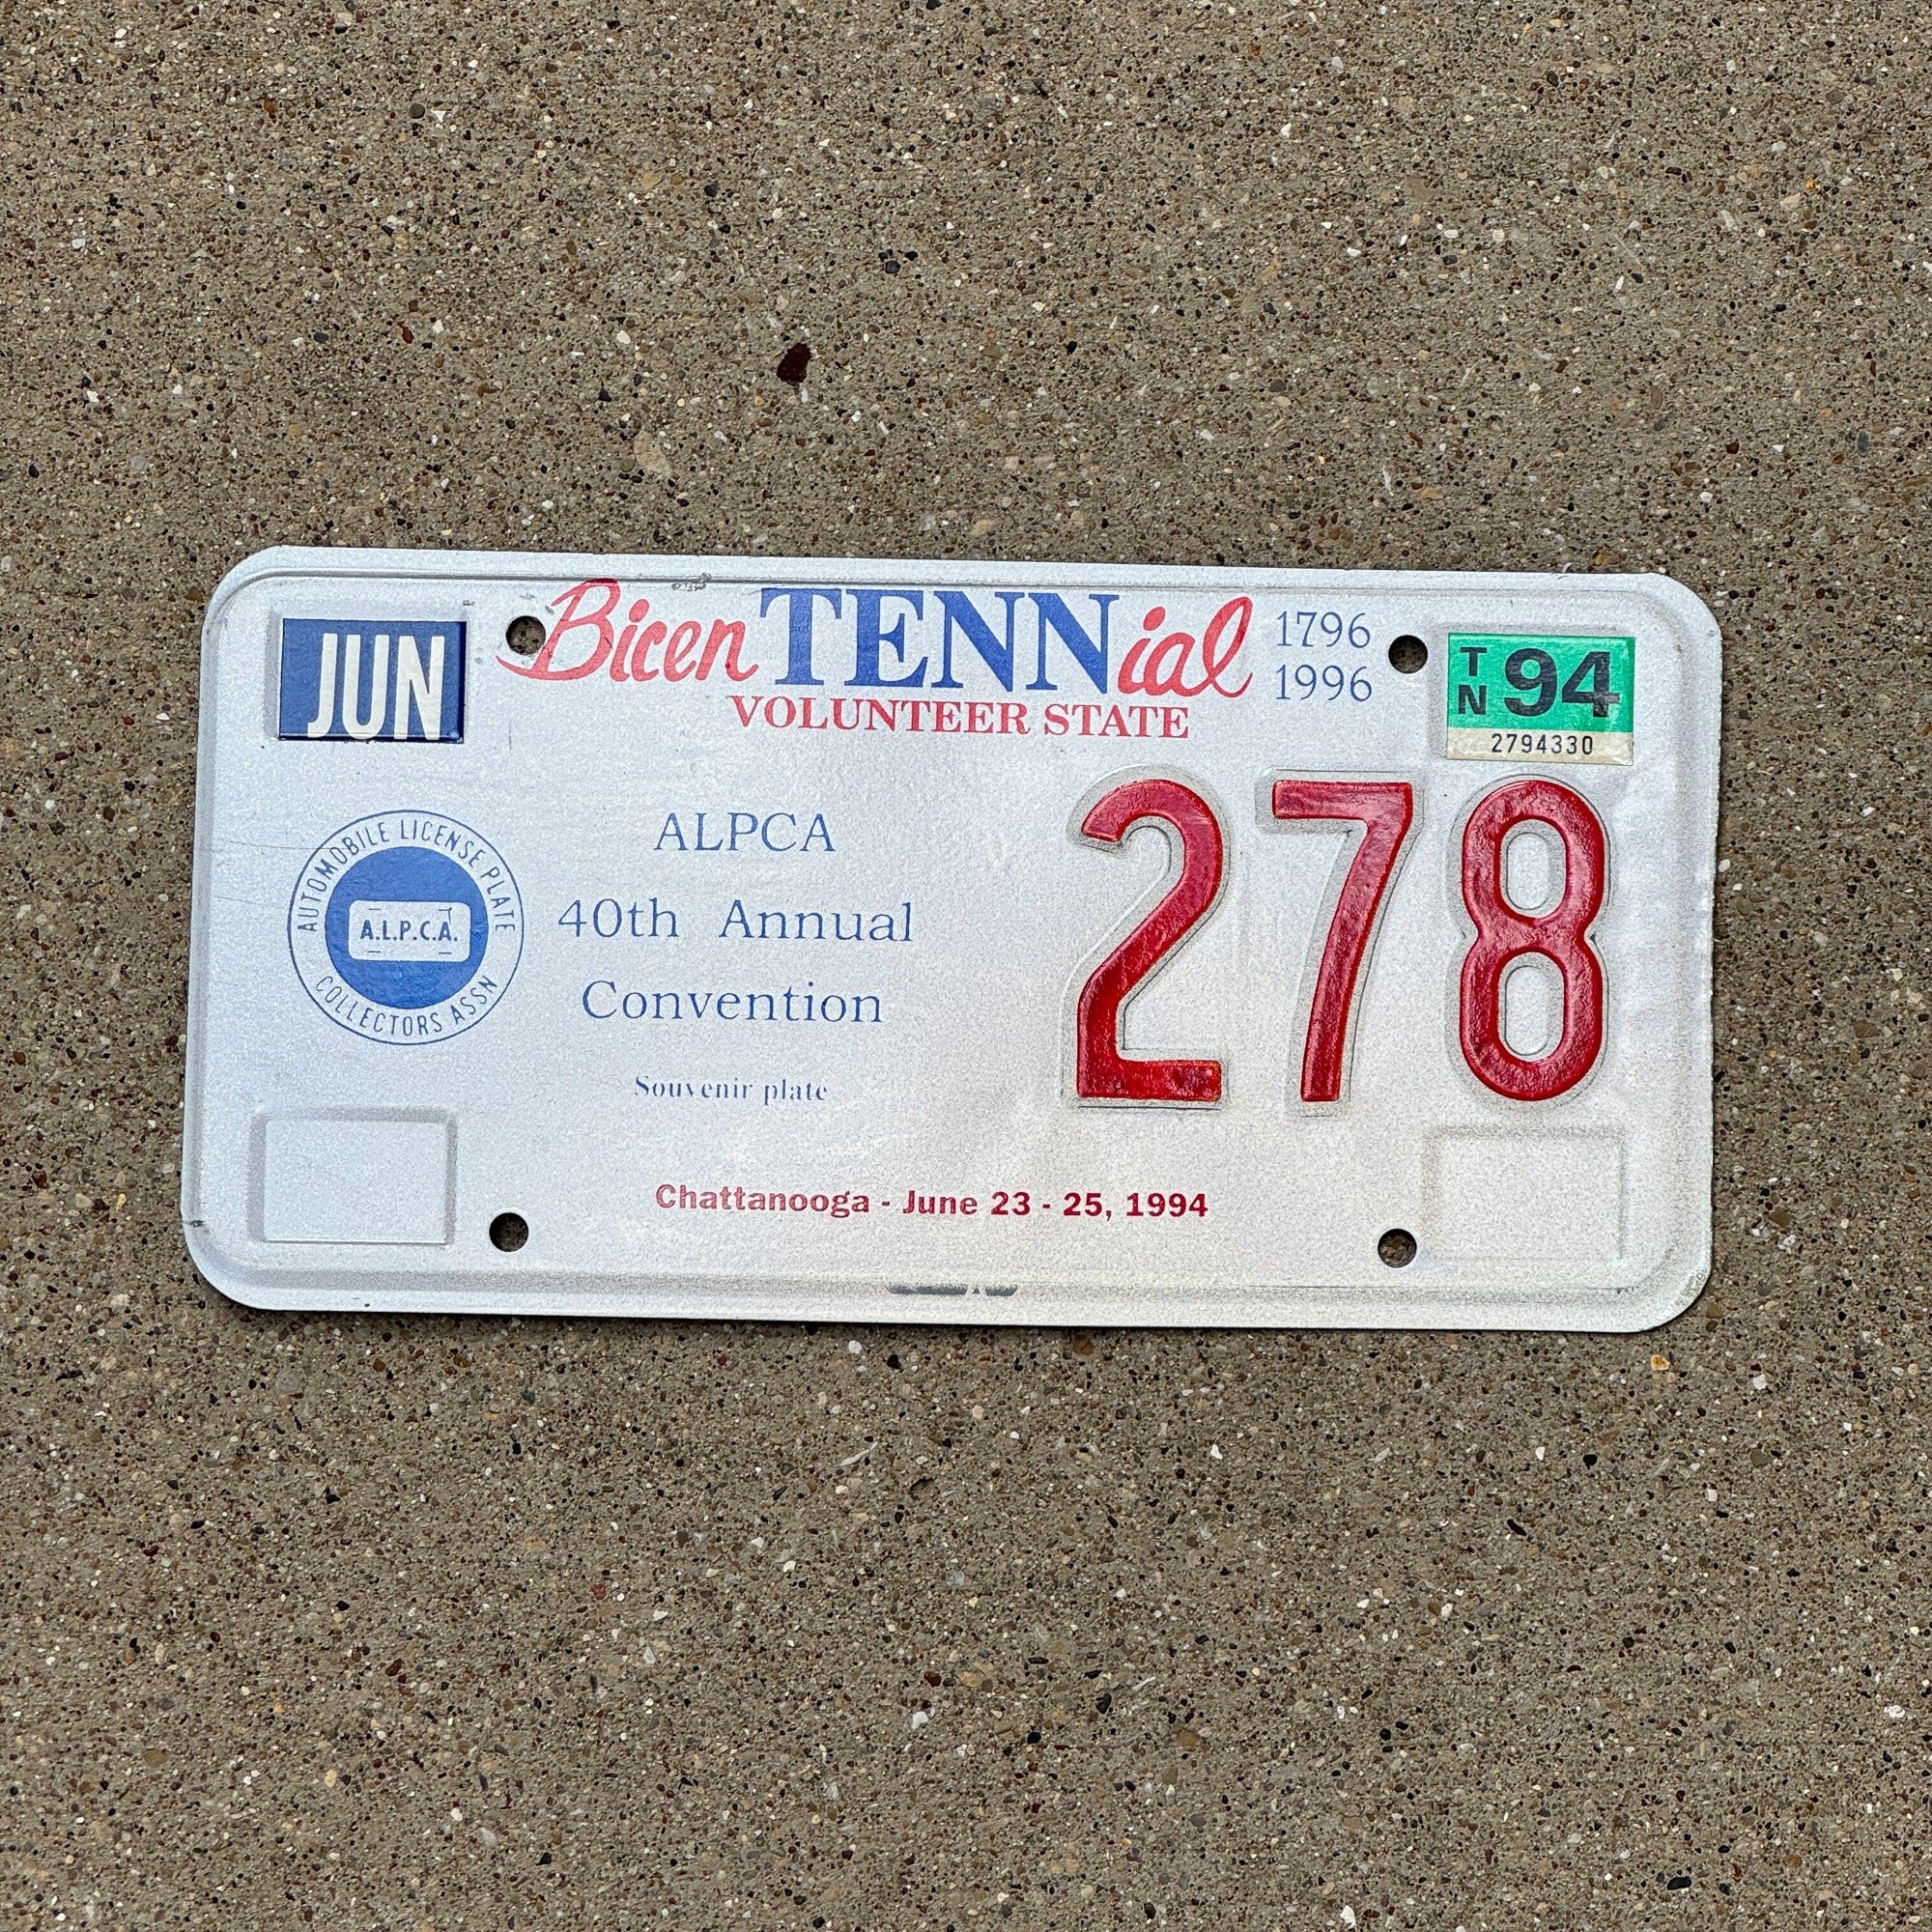 JUN
BicenTENNial
1796
1996
VOLUNTEER STATE
TN 94
2794330
AUTOMOBILE LICENSE PLATE
A.L.P.C.A.
COLLECTORS ASSN
ALPCA
40th Annual
Convention
Souvenir plate
278
Chattanooga - June 23 - 25, 1994